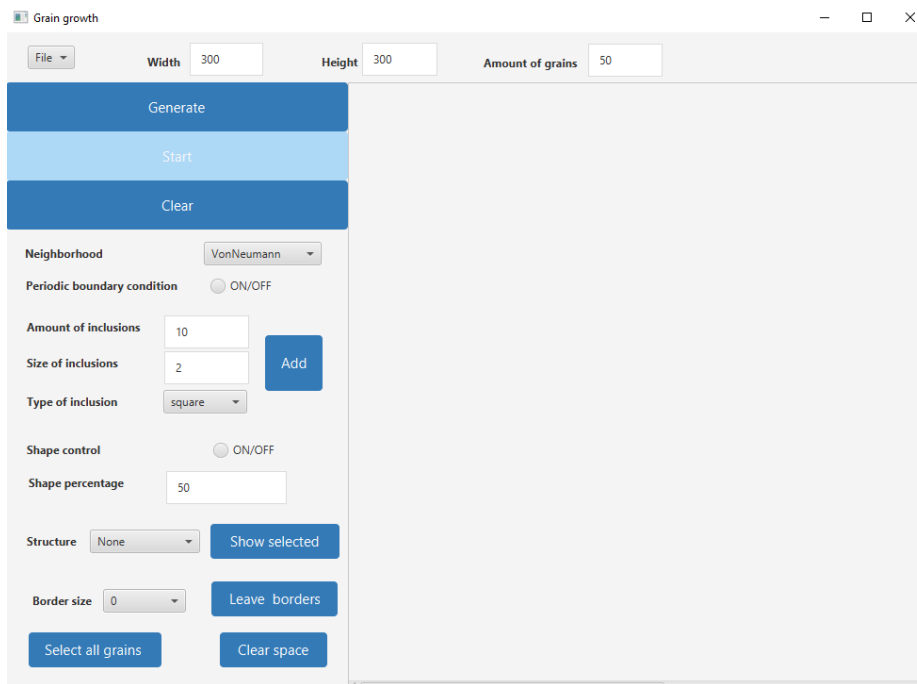 Grain growth
File Width 300 Height 300 Amount of grains 50
Generate
Start
Clear
Neighborhood VonNeumann
Periodic boundary condition ON/OFF
Amount of inclusions 10
Size of inclusions 2
Add
Type of inclusion square
Shape control ON/OFF
Shape percentage 50
Structure None Show selected
Border size 0 Leave borders
Select all grains Clear space